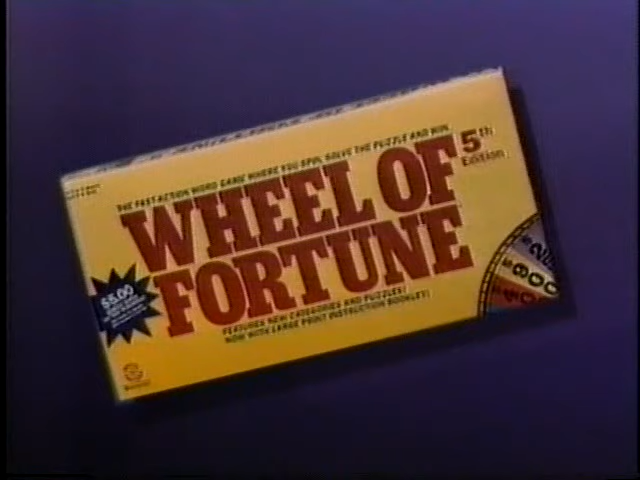 THE FAST-ACTION WORD GAME WHERE YOU SPIN, SOLVE THE PUZZLE AND WIN
5th
EDITION
WHEEL OF
FORTUNE
$5.00
FEATURES NEW CATEGORIES AND PUZZLES!
NOW WITH LARGE PRINT INSTRUCTION BOOKLET!
$900